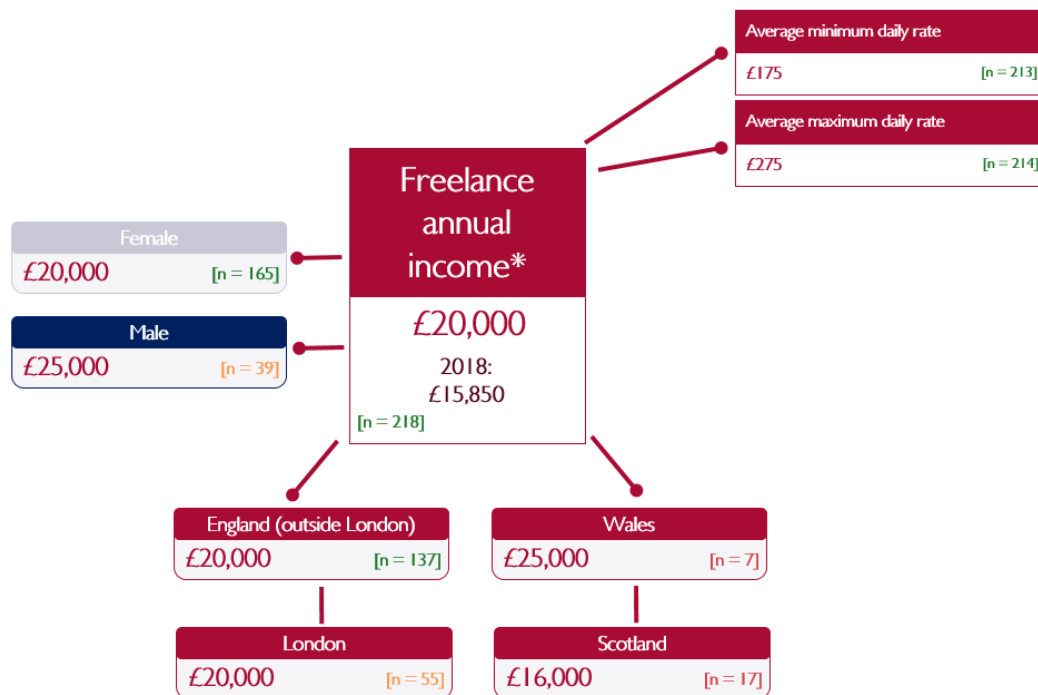 Average minimum daily rate
£175 [n = 213]
Average maximum daily rate
£275 [n = 214]
Freelance
annual
income*
£20,000
2018:
£15,850
[n = 218]
Female
£20,000 [n = 165]
Male
£25,000 [n = 39]
England (outside London)
£20,000 [n = 137]
Wales
£25,000 [n = 7]
London
£20,000 [n = 55]
Scotland
£16,000 [n = 17]